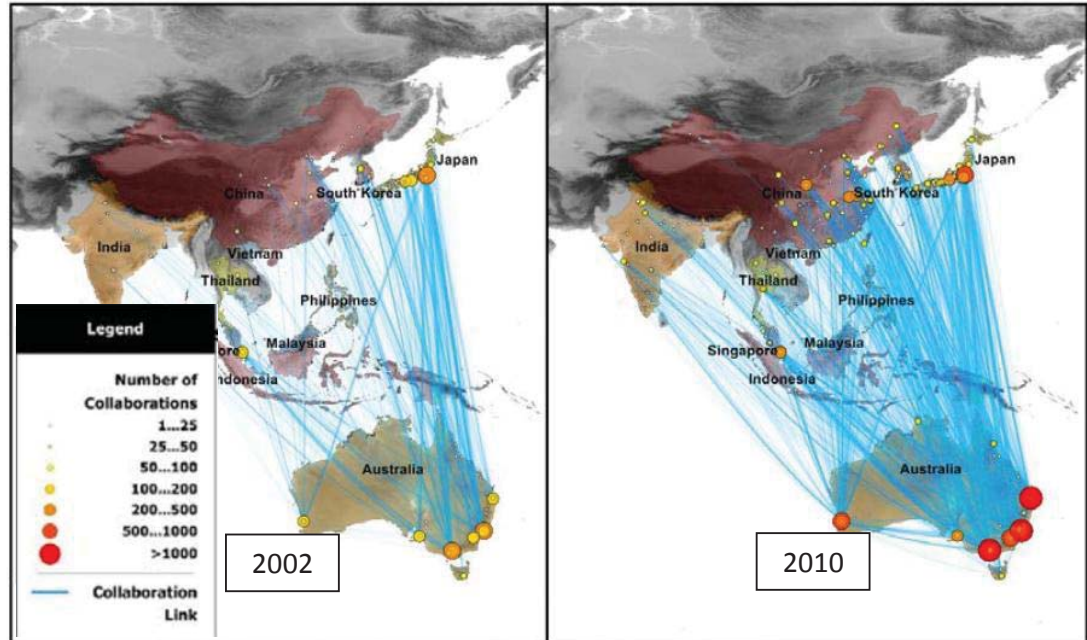 Japan
China
South Korea
India
Vietnam
Thailand
Philippines
Malaysia
ore
ndonesia
Australia
2002
Legend
Number of
Collaborations
1...25
25...50
50...100
100...200
200...500
500...1000
>1000
Collaboration
Link
Japan
China
South Korea
India
Vietnam
Thailand
Philippines
Malaysia
Singapore
Indonesia
Australia
2010